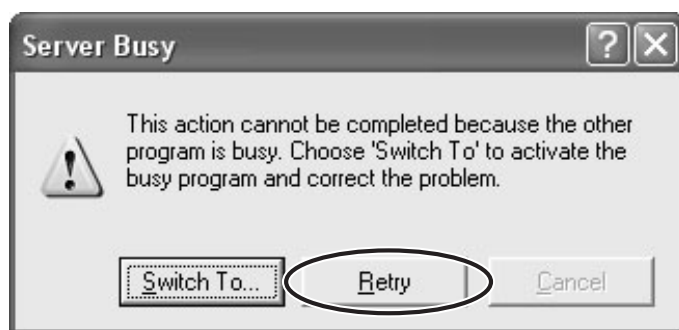 Server Busy
This action cannot be completed because the other
program is busy. Choose 'Switch To' to activate the
busy program and correct the problem.
Switch To... Retry Cancel